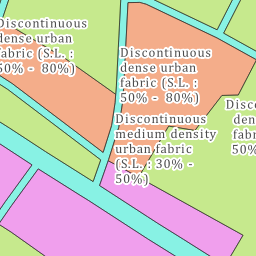 Discontinuous
dense urban
fabric (S.L. :
50% -  80%)
Discontinuous
dense urban
fabric (S.L. :
50% -  80%)
Discontinuous
medium density
urban fabric
(S.L. : 30% -
50%)
Disco
den
fab
50%